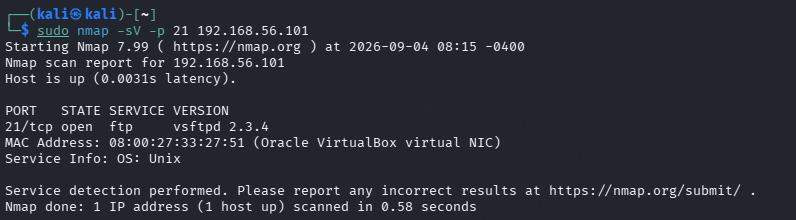 ┌──(kali㉿kali)-[~]
└─$ sudo nmap -sV -p 21 192.168.56.101
Starting Nmap 7.99 ( https://nmap.org ) at 2026-09-04 08:15 -0400
Nmap scan report for 192.168.56.101
Host is up (0.0031s latency).
PORT   STATE SERVICE VERSION
21/tcp open  ftp     vsftpd 2.3.4
MAC Address: 08:00:27:33:27:51 (Oracle VirtualBox virtual NIC)
Service Info: OS: Unix
Service detection performed. Please report any incorrect results at https://nmap.org/submit/ .
Nmap done: 1 IP address (1 host up) scanned in 0.58 seconds